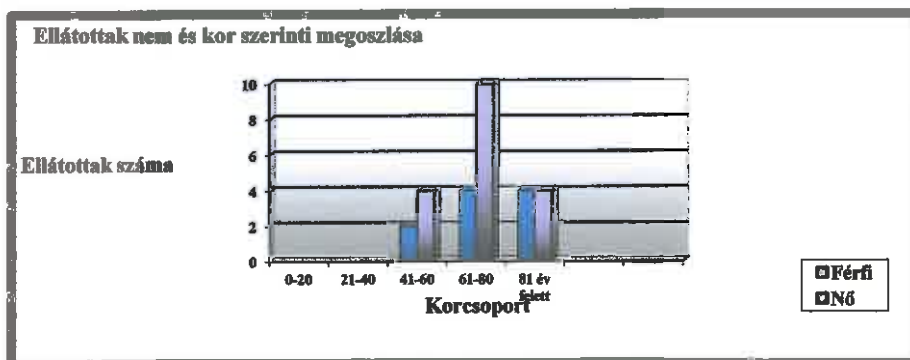 Ellátottak nem és kor szerinti megoszlása
10
8
6
4
2
0
Ellátottak száma
0-20 21-40 41-60 61-80 81 év felett
Korcsoport
Férfi
Nő